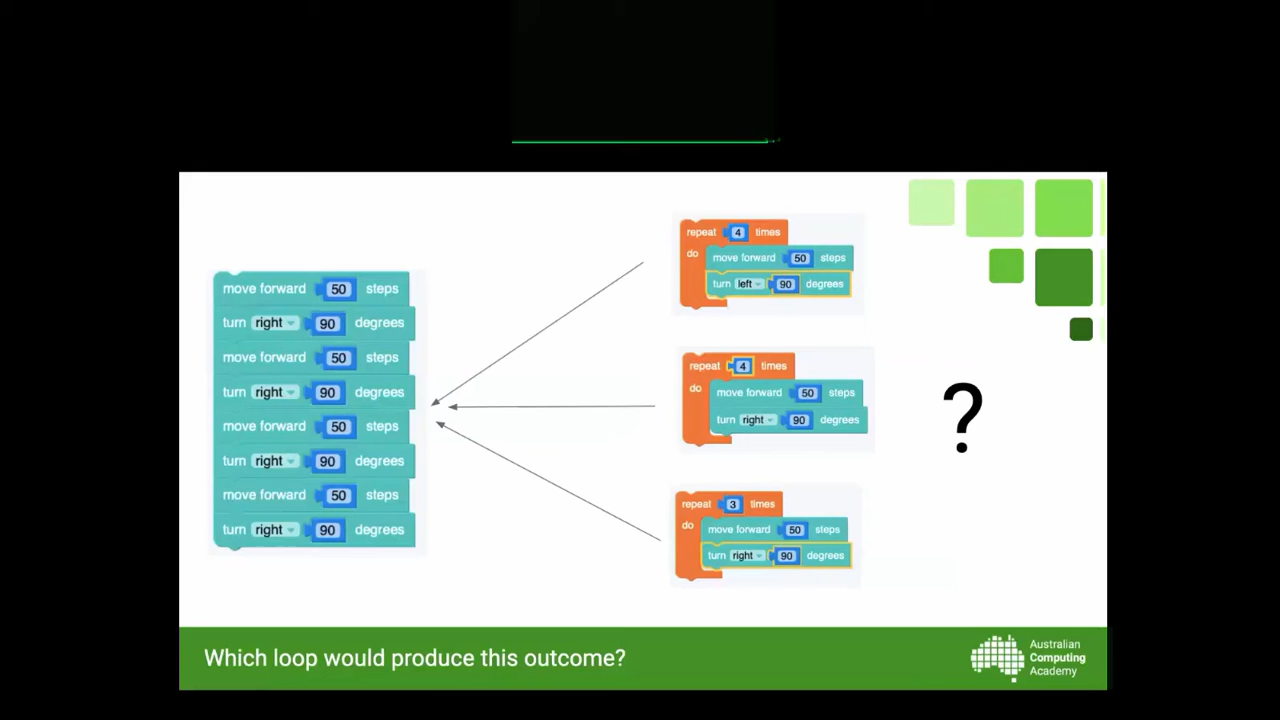 move forward 50 steps
turn right 90 degrees
move forward 50 steps
turn right 90 degrees
move forward 50 steps
turn right 90 degrees
move forward 50 steps
turn right 90 degrees
repeat 4 times
do
move forward 50 steps
turn left 90 degrees
repeat 4 times
do
move forward 50 steps
turn right 90 degrees
repeat 3 times
do
move forward 50 steps
turn right 90 degrees
?
Which loop would produce this outcome?
Australian
Computing
Academy